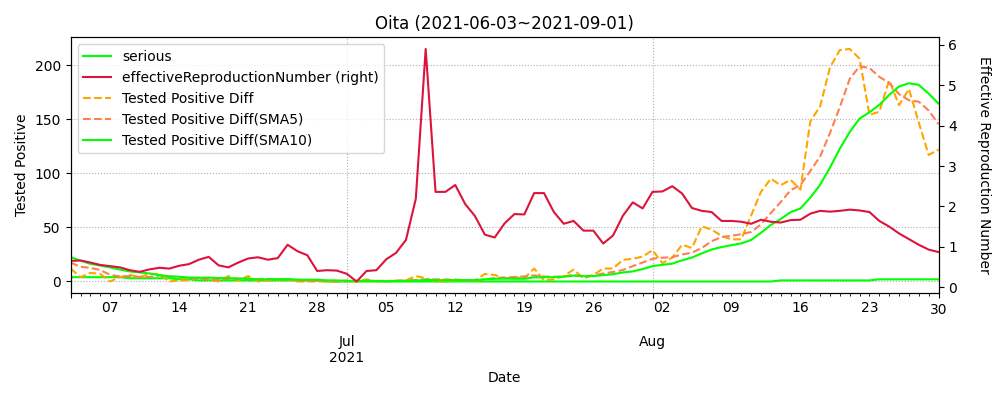 Oita (2021-06-03~2021-09-01)
serious
effectiveReproductionNumber (right)
Tested Positive Diff
Tested Positive Diff(SMA5)
Tested Positive Diff(SMA10)
Tested Positive
200
150
100
50
0
6
5
4
3
2
1
0
Effective Reproduction Number
07 14 21 28 05 12 19 26 02 09 16 23 30
Jul Aug
2021
Date